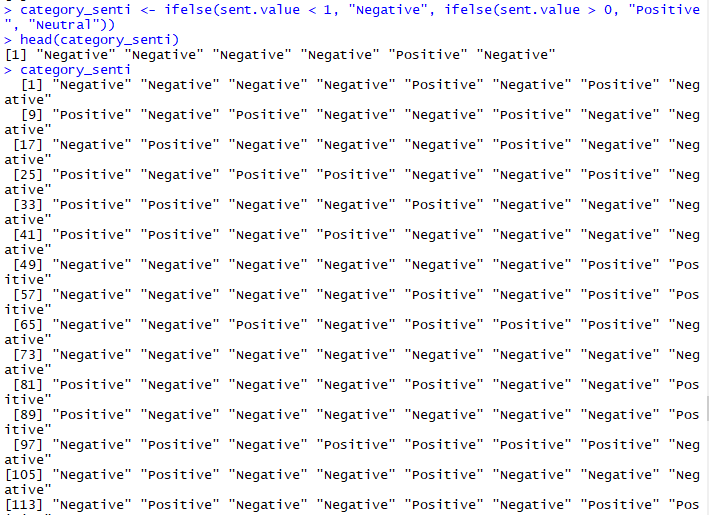 > category_senti <- ifelse(sent.value < 1, "Negative", ifelse(sent.value > 0, "Positive
", "Neutral"))
> head(category_senti)
[1] "Negative" "Negative" "Negative" "Negative" "Positive" "Negative"
> category_senti
[1] "Negative" "Negative" "Negative" "Negative" "Positive" "Negative" "Positive" "Neg
ative"
[9] "Positive" "Negative" "Positive" "Negative" "Negative" "Positive" "Negative" "Neg
ative"
[17] "Negative" "Positive" "Negative" "Negative" "Negative" "Positive" "Negative" "Neg
ative"
[25] "Positive" "Negative" "Positive" "Positive" "Negative" "Negative" "Positive" "Neg
ative"
[33] "Positive" "Positive" "Negative" "Negative" "Positive" "Negative" "Negative" "Neg
ative"
[41] "Positive" "Positive" "Negative" "Positive" "Negative" "Negative" "Negative" "Neg
ative"
[49] "Negative" "Negative" "Negative" "Negative" "Negative" "Negative" "Positive" "Pos
itive"
[57] "Negative" "Negative" "Negative" "Negative" "Positive" "Negative" "Positive" "Pos
itive"
[65] "Negative" "Negative" "Positive" "Negative" "Positive" "Positive" "Positive" "Neg
ative"
[73] "Negative" "Negative" "Negative" "Negative" "Negative" "Negative" "Negative" "Neg
ative"
[81] "Positive" "Negative" "Negative" "Negative" "Positive" "Negative" "Negative" "Pos
itive"
[89] "Positive" "Negative" "Negative" "Negative" "Negative" "Negative" "Negative" "Pos
itive"
[97] "Negative" "Positive" "Negative" "Positive" "Positive" "Positive" "Positive" "Neg
ative"
[105] "Negative" "Positive" "Negative" "Negative" "Positive" "Negative" "Negative" "Neg
ative"
[113] "Negative" "Positive" "Negative" "Negative" "Positive" "Negative" "Positive" "Pos